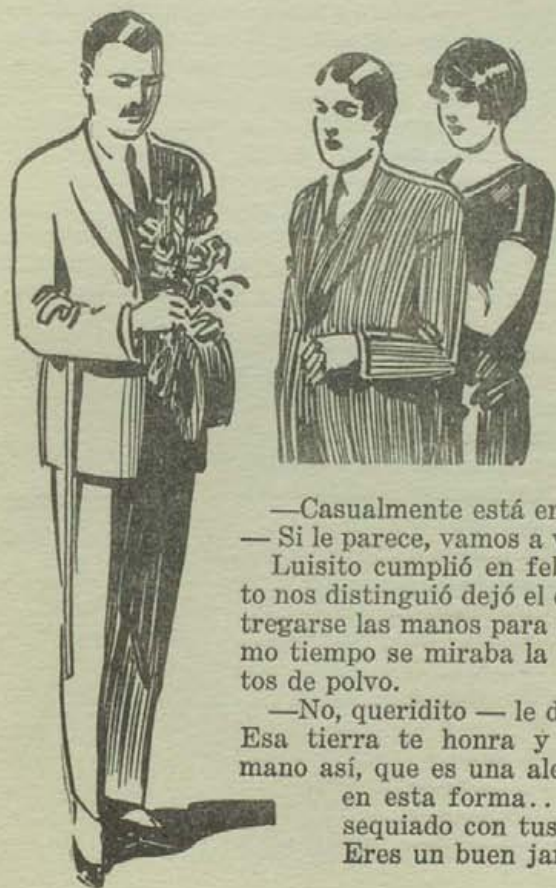 —Casualmente está en
— Si le parece, vamos a v
Luisito cumplió en fel
to nos distinguió dejó el
tregarse las manos para
mo tiempo se miraba la
tos de polvo.
—No, queridito — le d
Esa tierra te honra y
mano así, que es una ale
en esta forma..
sequiado con tus
Eres un buen jar